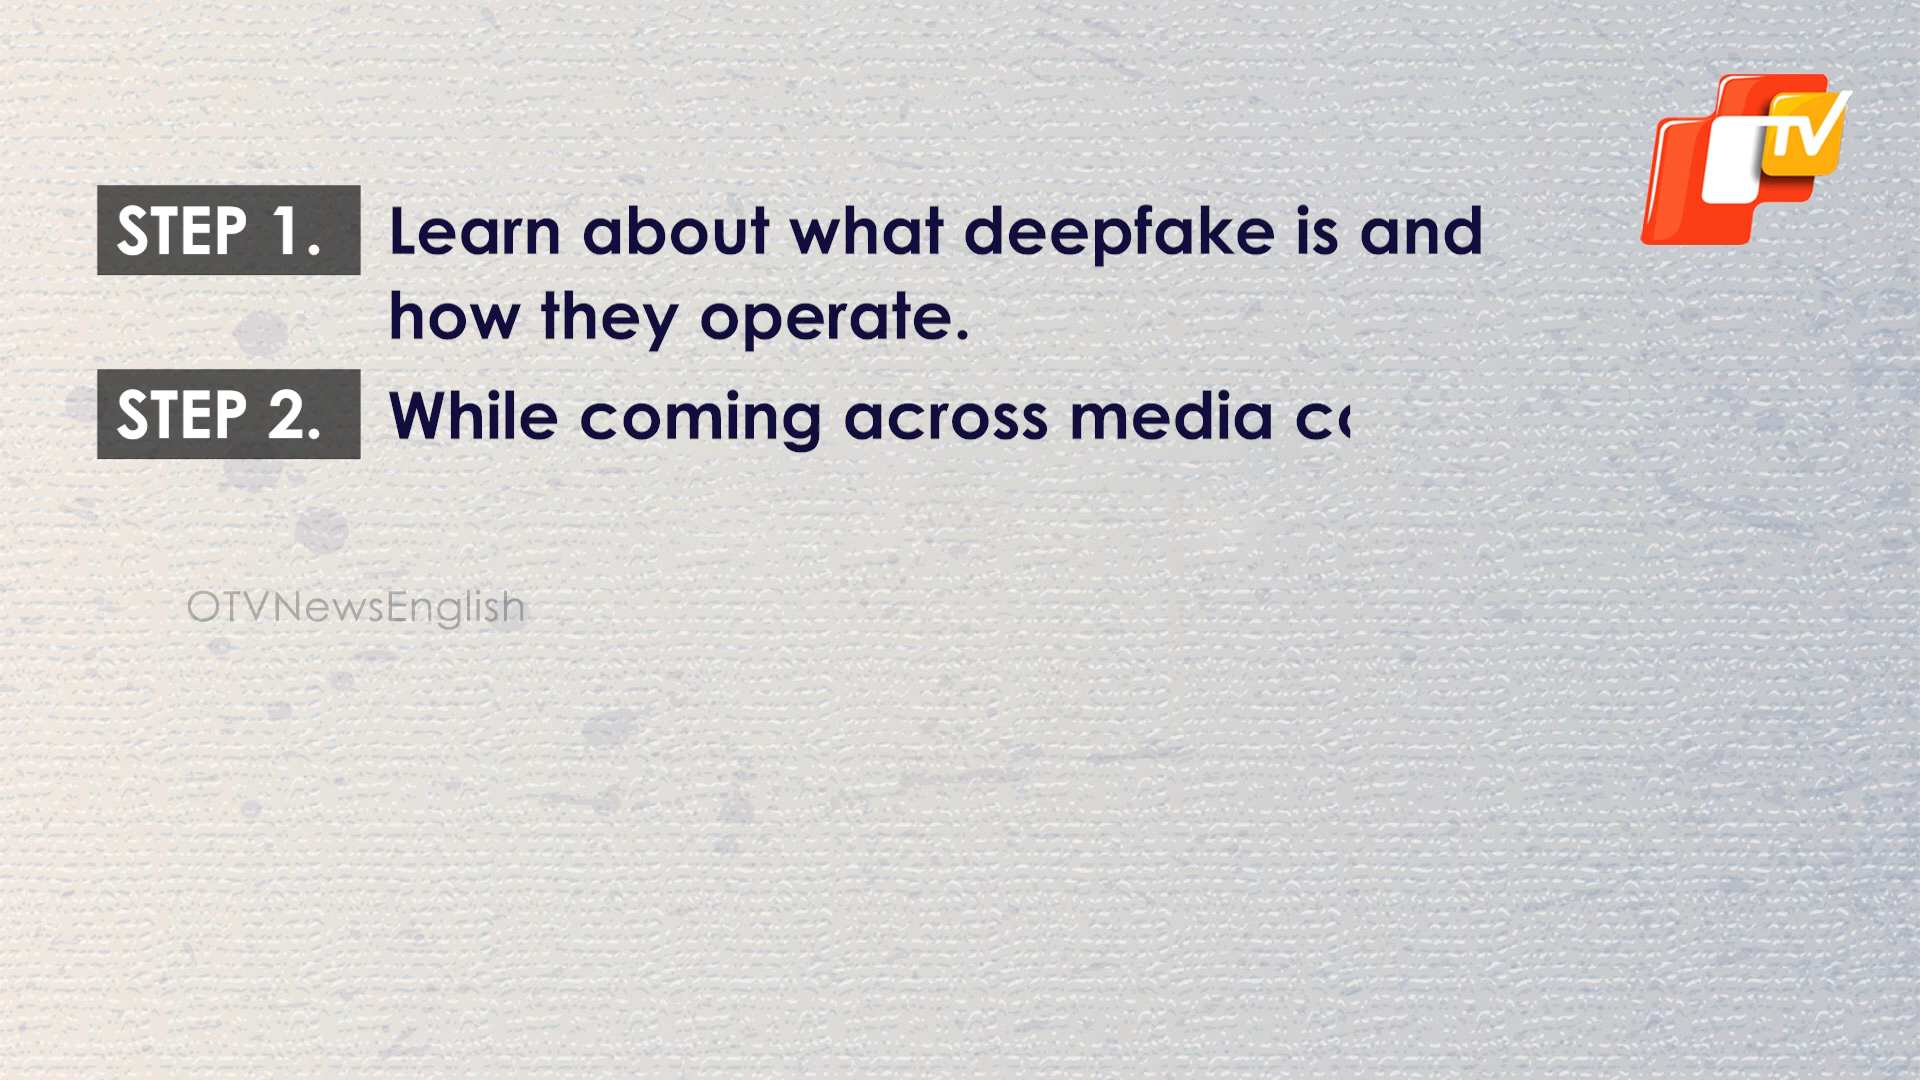 STEP 1. Learn about what deepfake is and
how they operate.
STEP 2. While coming across media
OTVNewsEnglish
TV